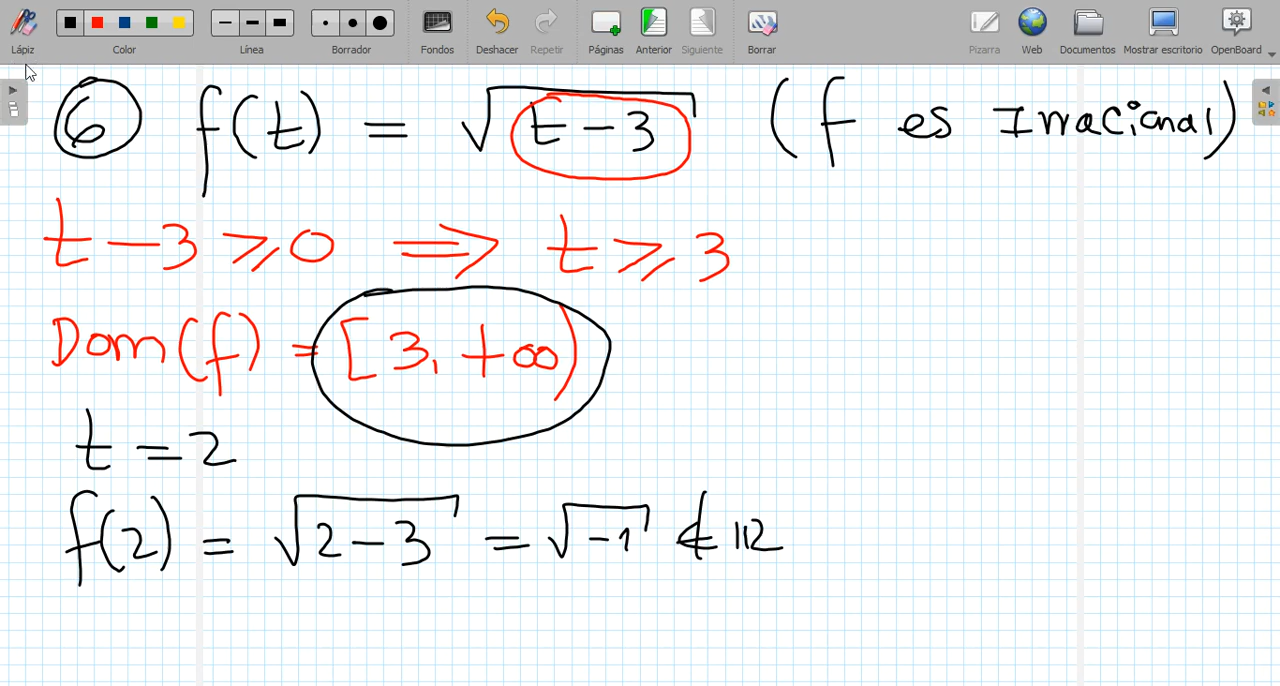 Lápiz Color Línea Borrador Fondos Deshacer Repetir Páginas Anterior Siguiente Borrar Pizarra Web Documentos Mostrar escritorio OpenBoard
6 f(t) = √(t-3) (f es Irracional)
t-3⩾0 ⟹ t⩾3
Dom(f) = [3, +∞)
t=2
f(2) = √(2-3) = √(-1) ∉ ℝ